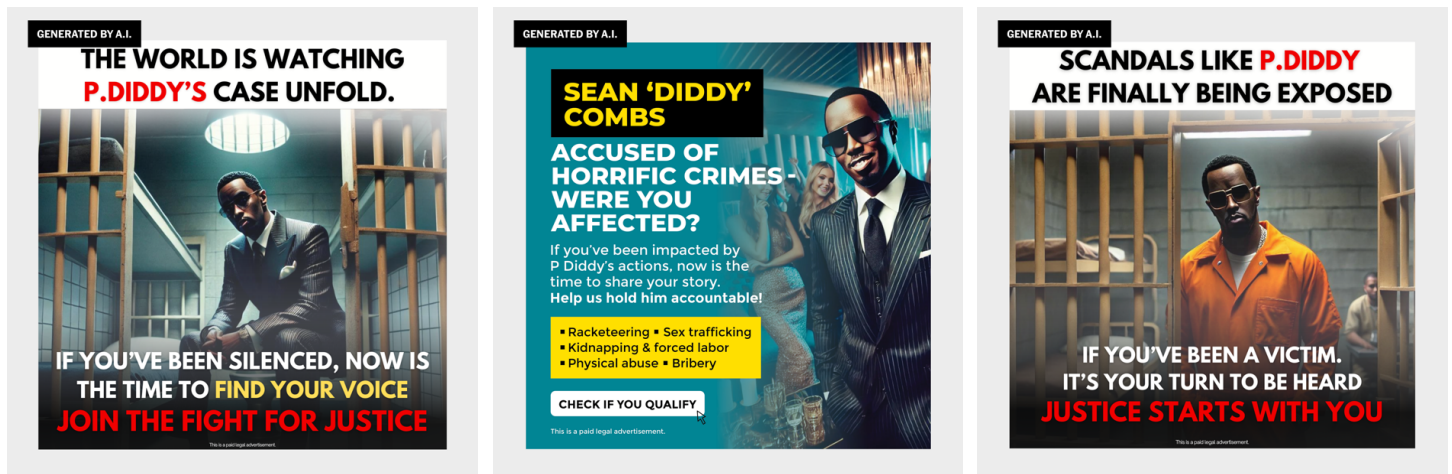 GENERATED BY A.I.
THE WORLD IS WATCHING
P.DIDDY'S CASE UNFOLD.
IF YOU'VE BEEN SILENCED, NOW IS
THE TIME TO FIND YOUR VOICE
JOIN THE FIGHT FOR JUSTICE
This is a paid legal advertisement.
GENERATED BY A.I.
SEAN ‘DIDDY’
COMBS
ACCUSED OF
HORRIFIC CRIMES -
WERE YOU
AFFECTED?
If you've been impacted by
P Diddy's actions, now is the
time to share your story.
Help us hold him accountable!
▪ Racketeering ▪ Sex trafficking
▪ Kidnapping & forced labor
▪ Physical abuse ▪ Bribery
CHECK IF YOU QUALIFY
This is a paid legal advertisement.
GENERATED BY A.I.
SCANDALS LIKE P.DIDDY
ARE FINALLY BEING EXPOSED
IF YOU'VE BEEN A VICTIM.
IT'S YOUR TURN TO BE HEARD
JUSTICE STARTS WITH YOU
This is a paid legal advertisement.